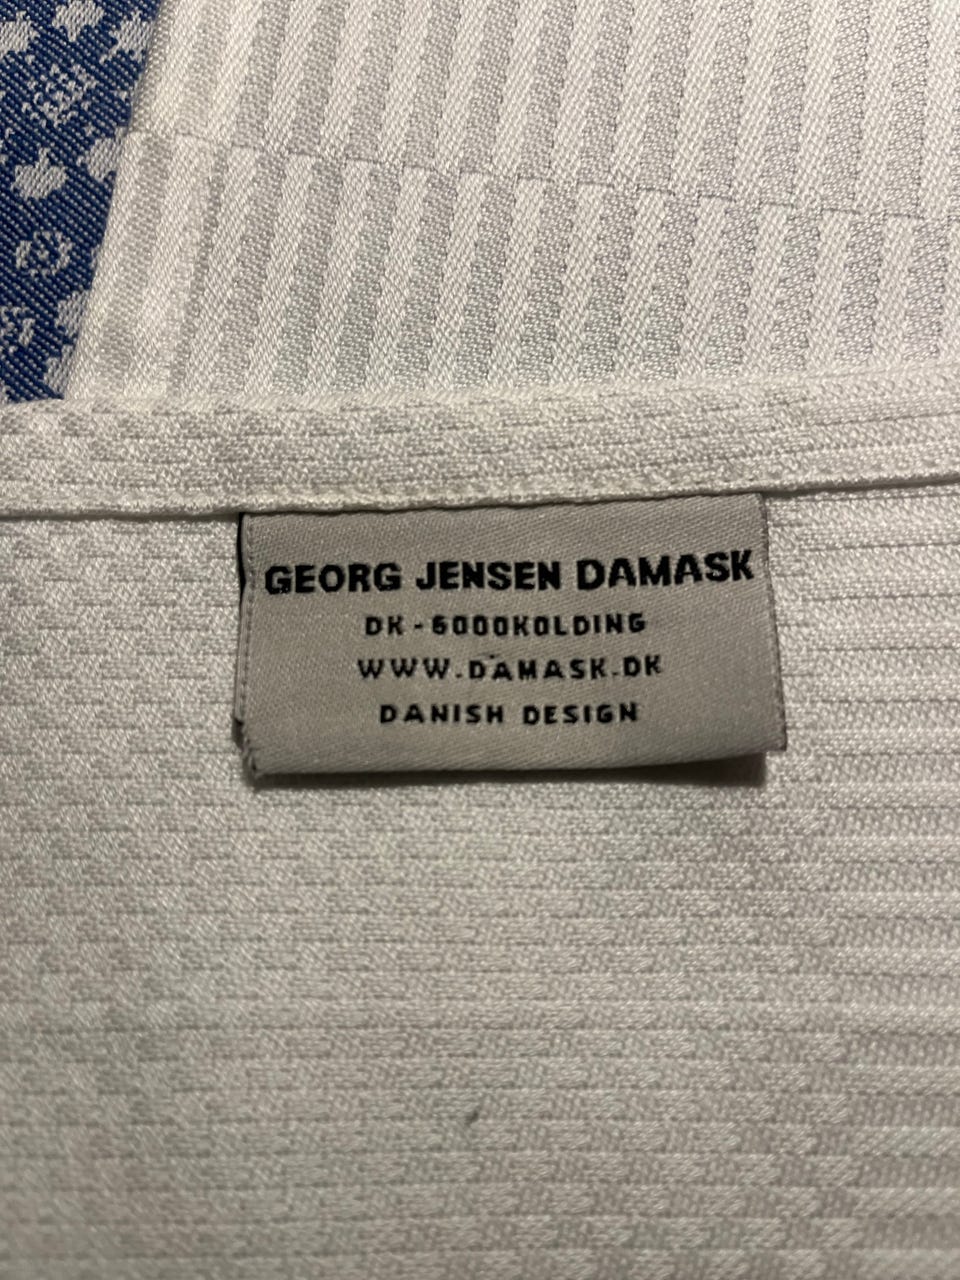 GEORG JENSEN DAMASK
DK-6000KOLDING
WWW.DAMASK.DK
DANISH DESIGN